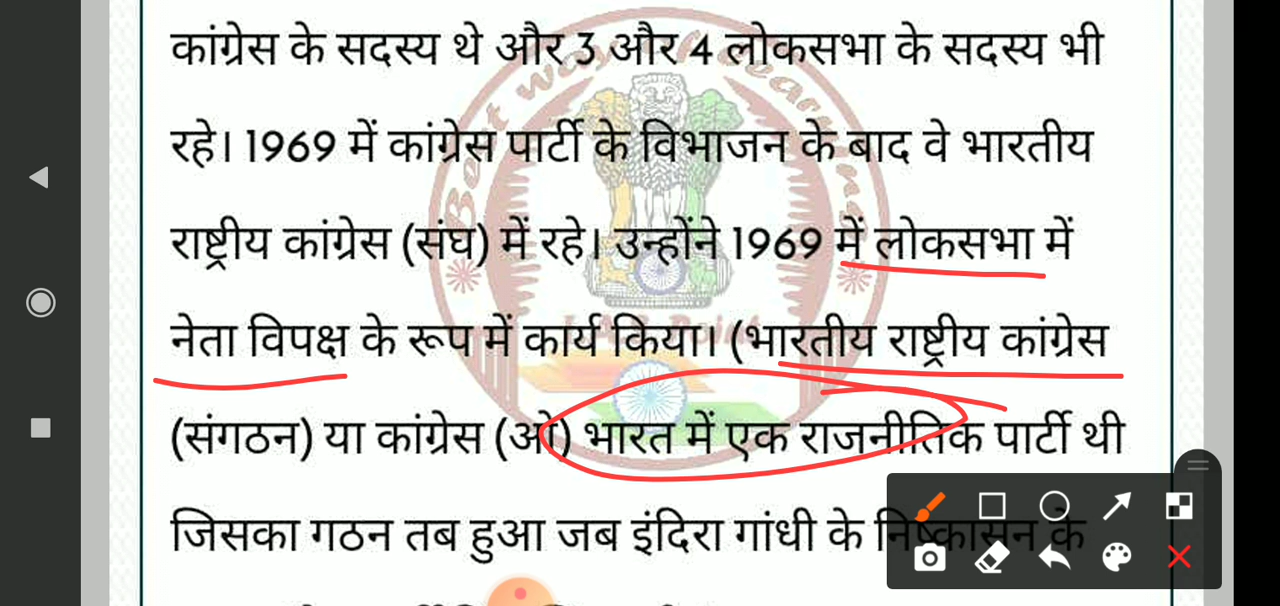 कांग्रेस के सदस्य थे और 3 और 4 लोकसभा के सदस्य भी
रहे। 1969 में कांग्रेस पार्टी के विभाजन के बाद वे भारतीय
राष्ट्रीय कांग्रेस (संघ) में रहे। उन्होंने 1969 में लोकसभा में
नेता विपक्ष के रूप में कार्य किया। (भारतीय राष्ट्रीय कांग्रेस
(संगठन) या कांग्रेस (ओ) भारत में एक राजनीतिक पार्टी थी
जिसका गठन तब हुआ जब इंदिरा गांधी के निष्कासन के